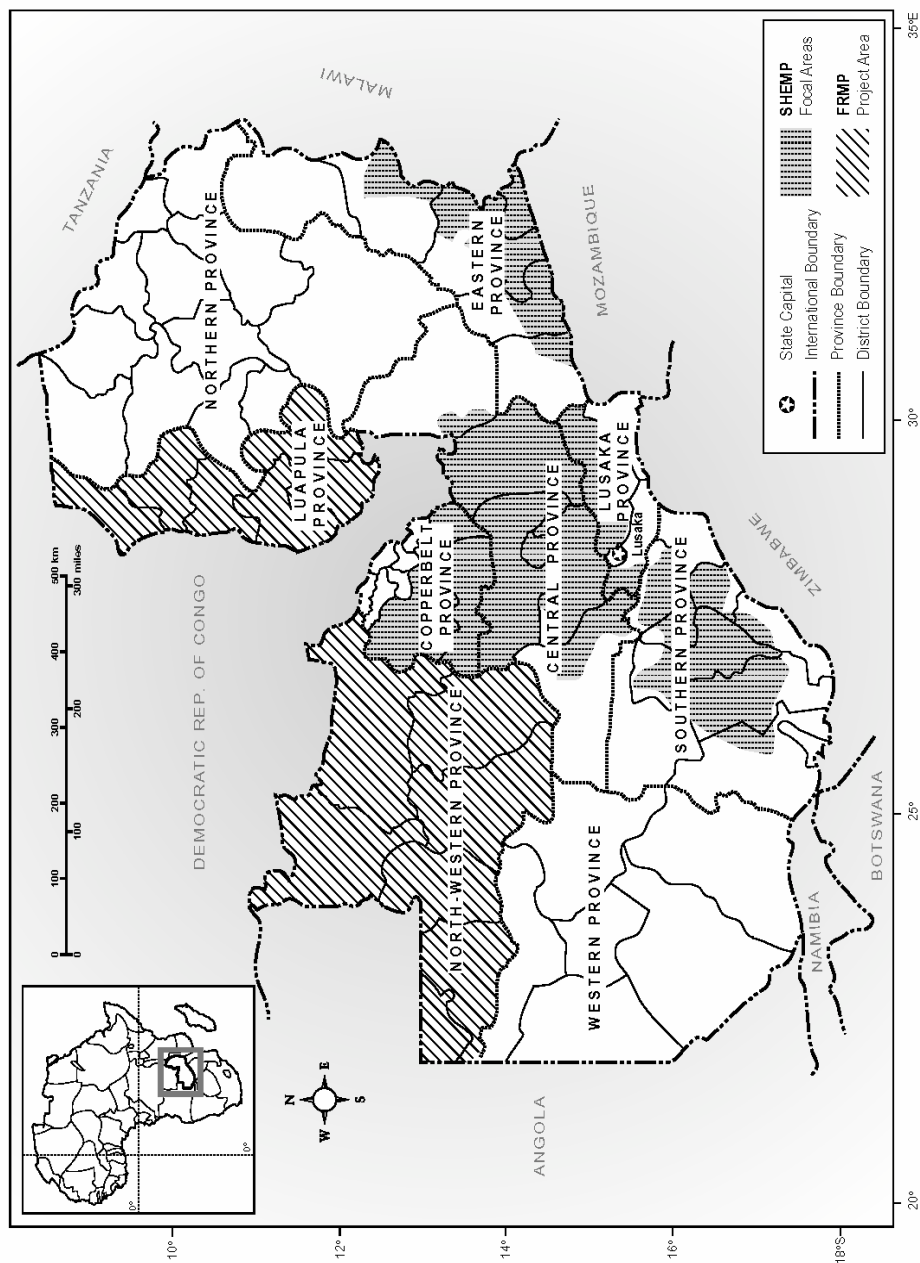 N
W
E
S
0°
0°
0 100 200 300 400 500 km
0 100 200 300 miles
TANZANIA
MALAWI
DEMOCRATIC REP. OF CONGO
NORTHERN PROVINCE
LUAPULA
PROVINCE
EASTERN
PROVINCE
COPPERBELT
PROVINCE
NORTH-WESTERN PROVINCE
CENTRAL PROVINCE
LUSAKA
PROVINCE
Lusaka
WESTERN PROVINCE
SOUTHERN PROVINCE
ANGOLA
MOZAMBIQUE
ZIMBABWE
NAMIBIA
BOTSWANA
State Capital
International Boundary
Province Boundary
District Boundary
SHEMP
Focal Areas
FRMP
Project Area
10°
12°
14°
16°
18°S
20°
25°
30°
35°E